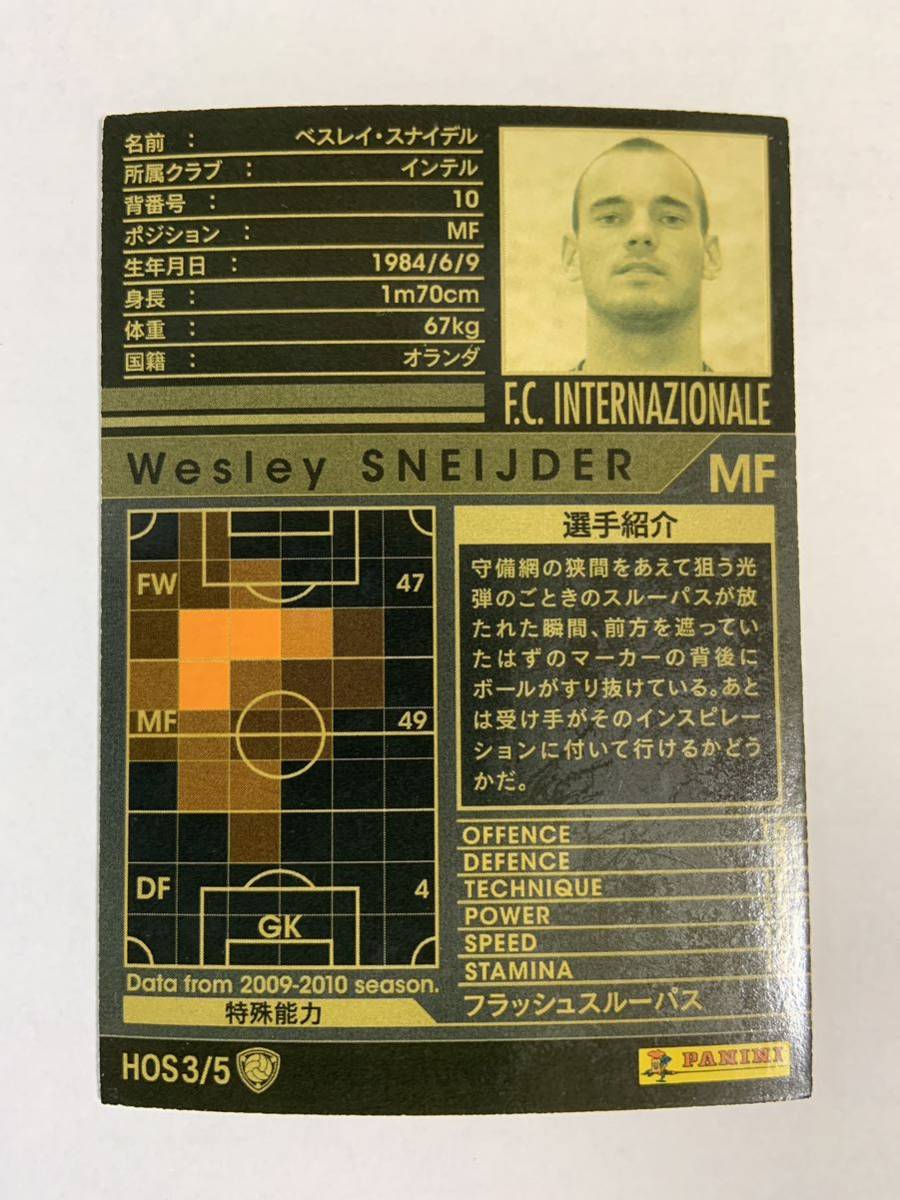 名前 : ベスレイ・スナイデル
所属クラブ : インテル
背番号 : 10
ポジション : MF
生年月日 : 1984/6/9
身長 : 1m70cm
体重 : 67kg
国籍 : オランダ
F.C. INTERNAZIONALE
Wesley SNEIJDER
MF
FW 47
MF 49
DF 4
GK
Data from 2009-2010 season.
選手紹介
守備網の狭間をあえて狙う光
弾のごときのスルーパスが放
たれた瞬間、前方を遮ってい
たはずのマーカーの背後に
ボールがすり抜けている。あと
は受け手がそのインスピレー
ションに付いて行けるかどう
かだ。
OFFENCE
DEFENCE
TECHNIQUE
POWER
SPEED
STAMINA
特殊能力
フラッシュスルーパス
HOS 3/5
PANINI